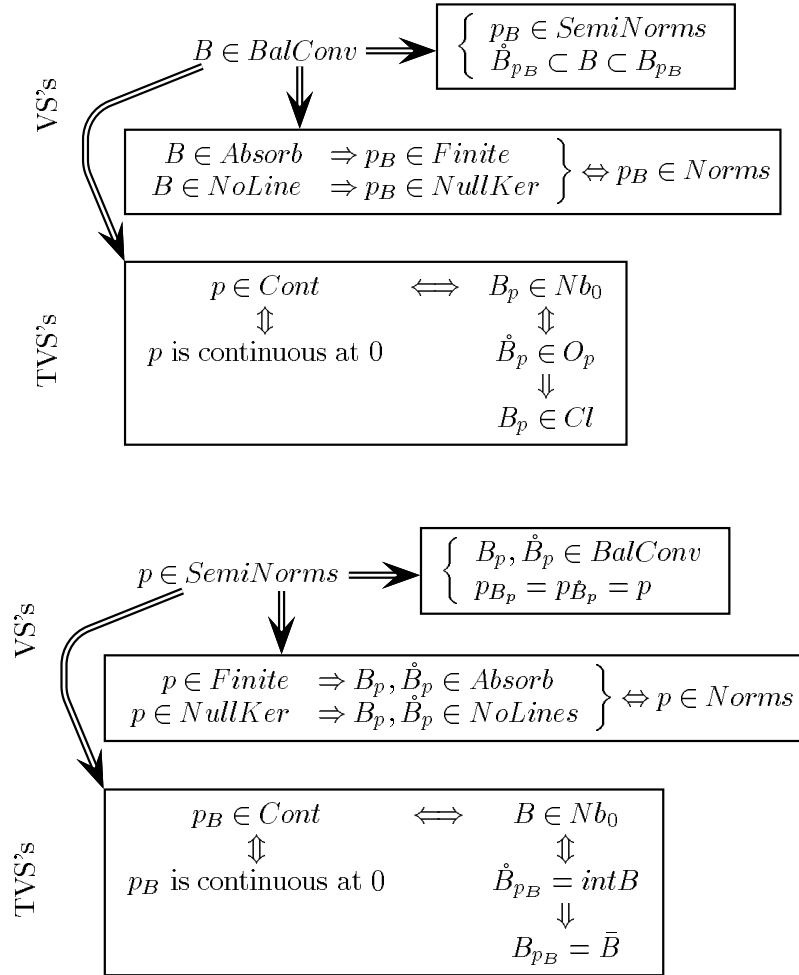 B ∈ BalConv ⟹ { p_B ∈ SemiNorms
B̊_{p_B} ⊂ B ⊂ B_{p_B}
VS's
B ∈ Absorb ⇒ p_B ∈ Finite
B ∈ NoLine ⇒ p_B ∈ NullKer } ⇔ p_B ∈ Norms
p ∈ Cont ⟺ B_p ∈ Nb_0
⇕ ⇕
p is continuous at 0 B̊_p ∈ O_p
⇓
B_p ∈ Cl
TVS's
p ∈ SemiNorms ⟹ { B_p, B̊_p ∈ BalConv
p_{B_p} = p_{B̊_p} = p
VS's
p ∈ Finite ⇒ B_p, B̊_p ∈ Absorb
p ∈ NullKer ⇒ B_p, B̊_p ∈ NoLines } ⇔ p ∈ Norms
p_B ∈ Cont ⟺ B ∈ Nb_0
⇕ ⇕
p_B is continuous at 0 B̊_{p_B} = intB
⇓
B_{p_B} = B̄
TVS's